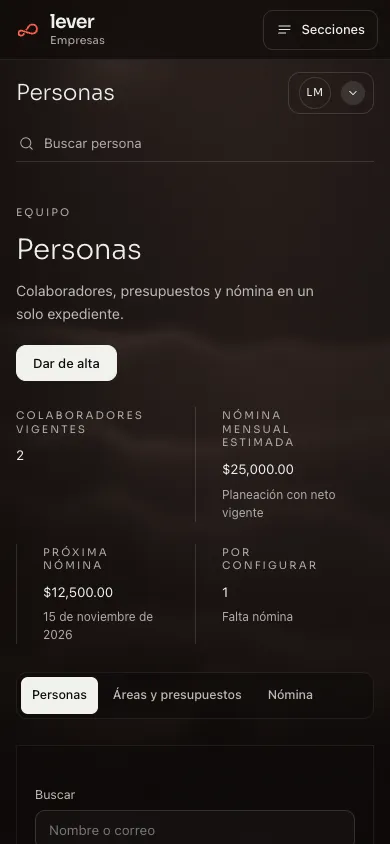 lever
Empresas
Secciones
Personas
LM
Buscar persona
EQUIPO
Personas
Colaboradores, presupuestos y nómina en un
solo expediente.
Dar de alta
COLABORADORES
VIGENTES
2
NÓMINA
MENSUAL
ESTIMADA
$25,000.00
Planeación con neto
vigente
PRÓXIMA
NÓMINA
$12,500.00
15 de noviembre de
2026
POR
CONFIGURAR
1
Falta nómina
Personas
Áreas y presupuestos
Nómina
Buscar
Nombre o correo